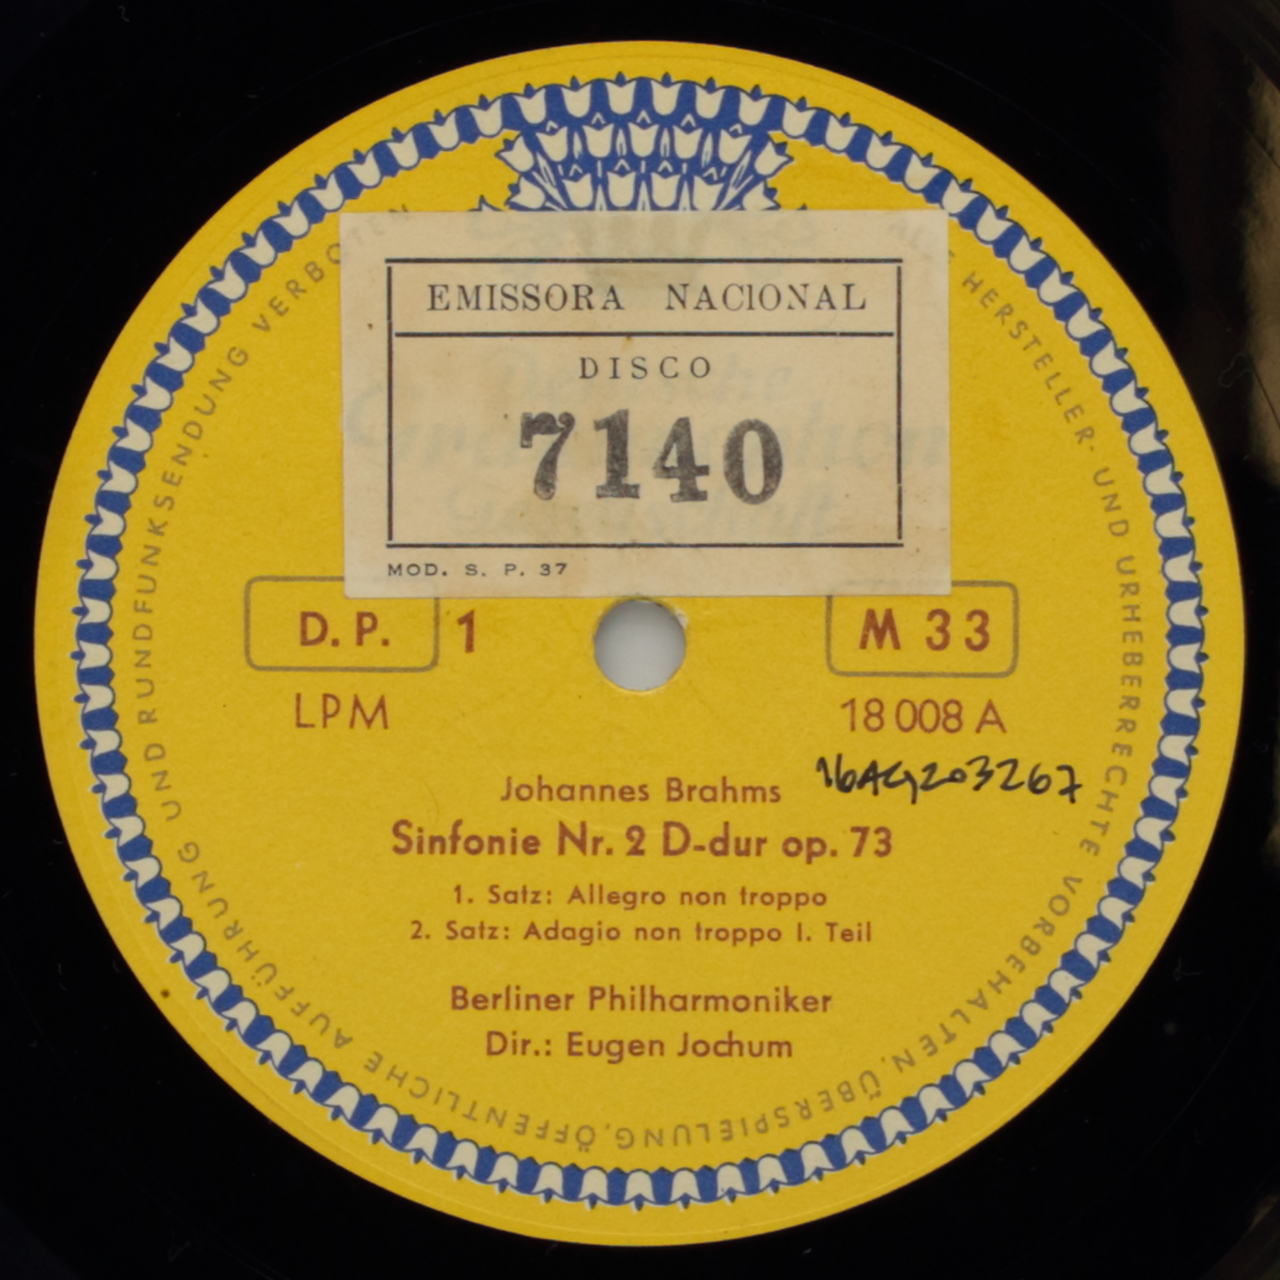 EMISSORA NACIONAL
DISCO
7140
MOD. S. P. 37
D. P. 1
M 33
LPM
18 008 A
16AG203267
Johannes Brahms
Sinfonie Nr. 2 D-dur op. 73
1. Satz: Allegro non troppo
2. Satz: Adagio non troppo I. Teil
Berliner Philharmoniker
Dir.: Eugen Jochum
ALLE HERSTELLER- UND URHEBERRECHTE VORBEHALTEN. ÜBERSPIELUNG, ÖFFENTLICHE AUFFÜHRUNG UND RUNDFUNKSENDUNG VERBOTEN